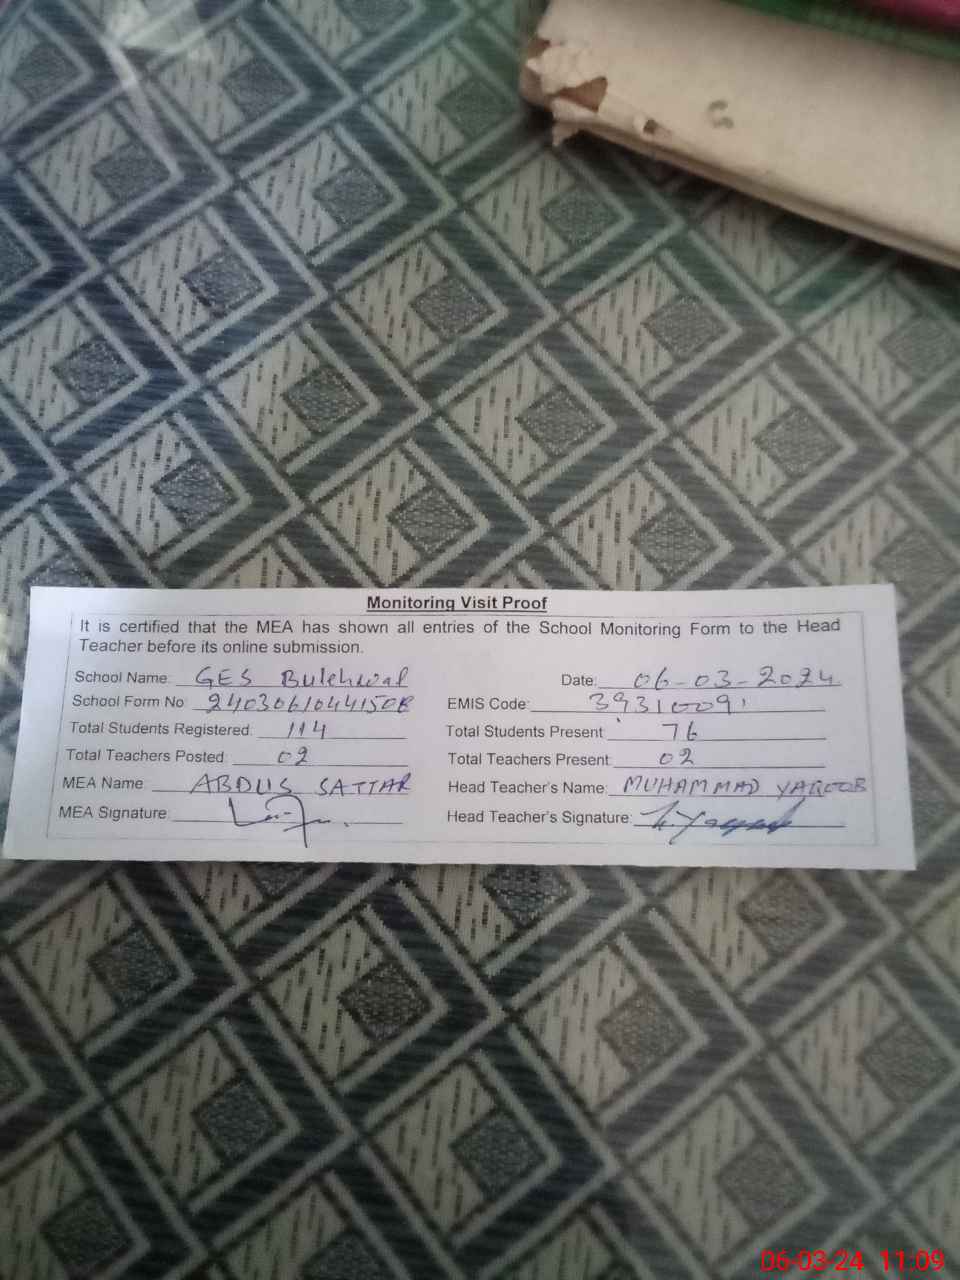 Monitoring Visit Proof
It is certified that the MEA has shown all entries of the School Monitoring Form to the Head
Teacher before its online submission.
School Name: GES Bulehwal Date: 06-03-2024
School Form No: EMIS Code: 39310091
Total Students Registered: 114 Total Students Present 76
Total Teachers Posted: 02 Total Teachers Present: 02
MEA Name: ABDUS SATTAR Head Teacher's Name: MUHAMMAD YAQOOB
MEA Signature: Head Teacher's Signature:
06-03-24 11:09